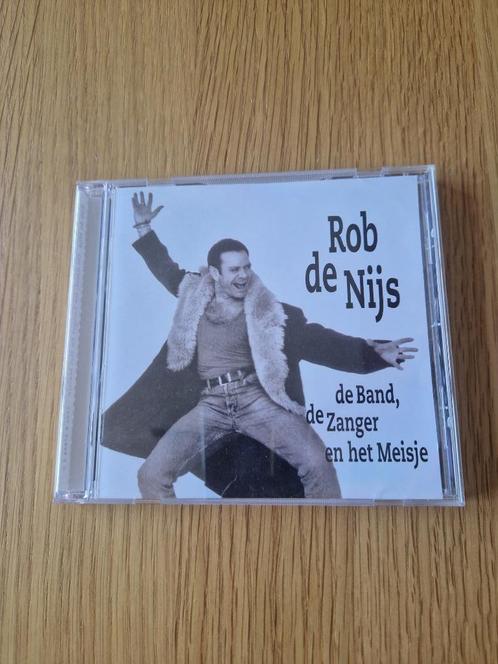 Rob
de Nijs
de Band,
de Zanger
en het Meisje